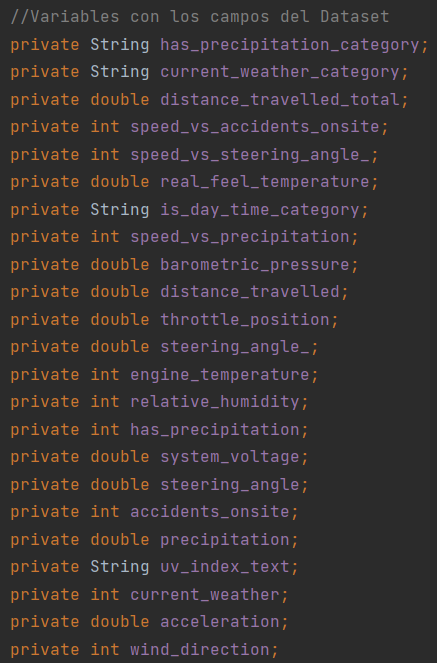 //Variables con los campos del Dataset
private String has_precipitation_category;
private String current_weather_category;
private double distance_travelled_total;
private int speed_vs_accidents_onsite;
private int speed_vs_steering_angle_;
private double real_feel_temperature;
private String is_day_time_category;
private int speed_vs_precipitation;
private double barometric_pressure;
private double distance_travelled;
private double throttle_position;
private double steering_angle_;
private int engine_temperature;
private int relative_humidity;
private int has_precipitation;
private double system_voltage;
private double steering_angle;
private int accidents_onsite;
private double precipitation;
private String uv_index_text;
private int current_weather;
private double acceleration;
private int wind_direction;